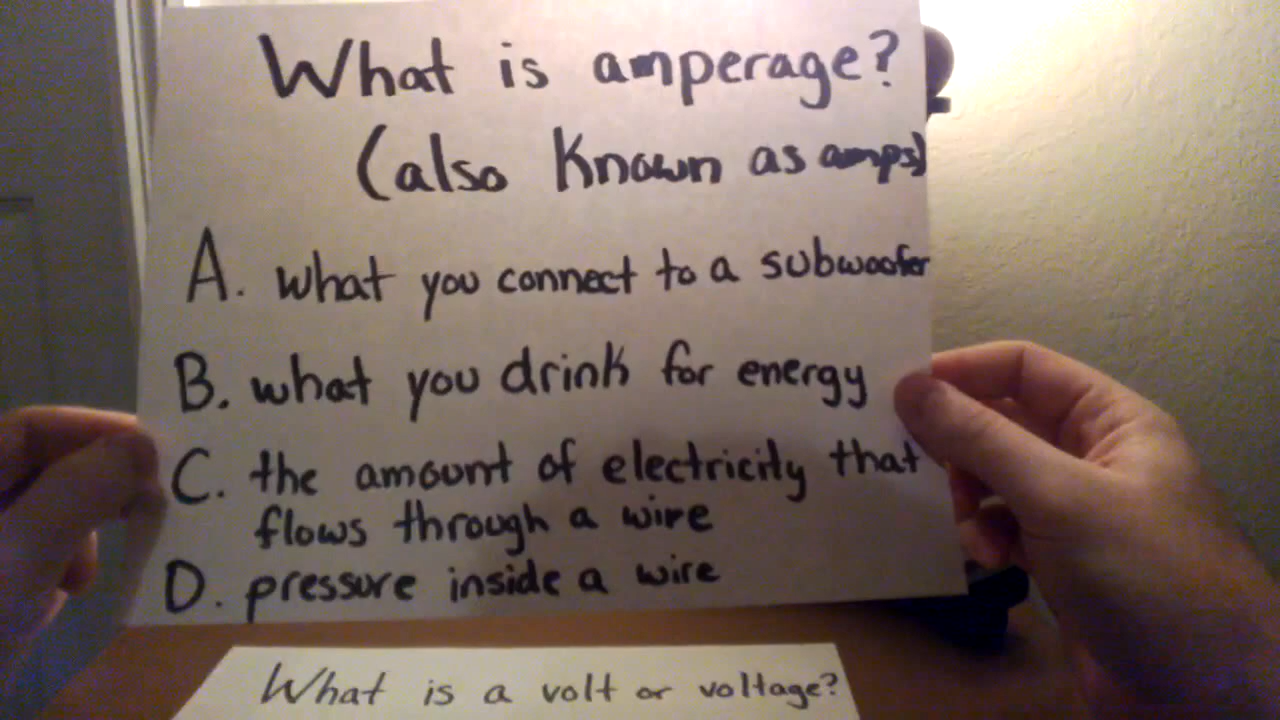 What is amperage?
(also known as amps)
A. what you connect to a subwoofer
B. what you drink for energy
C. the amount of electricity that
flows through a wire
D. pressure inside a wire
What is a volt or voltage?